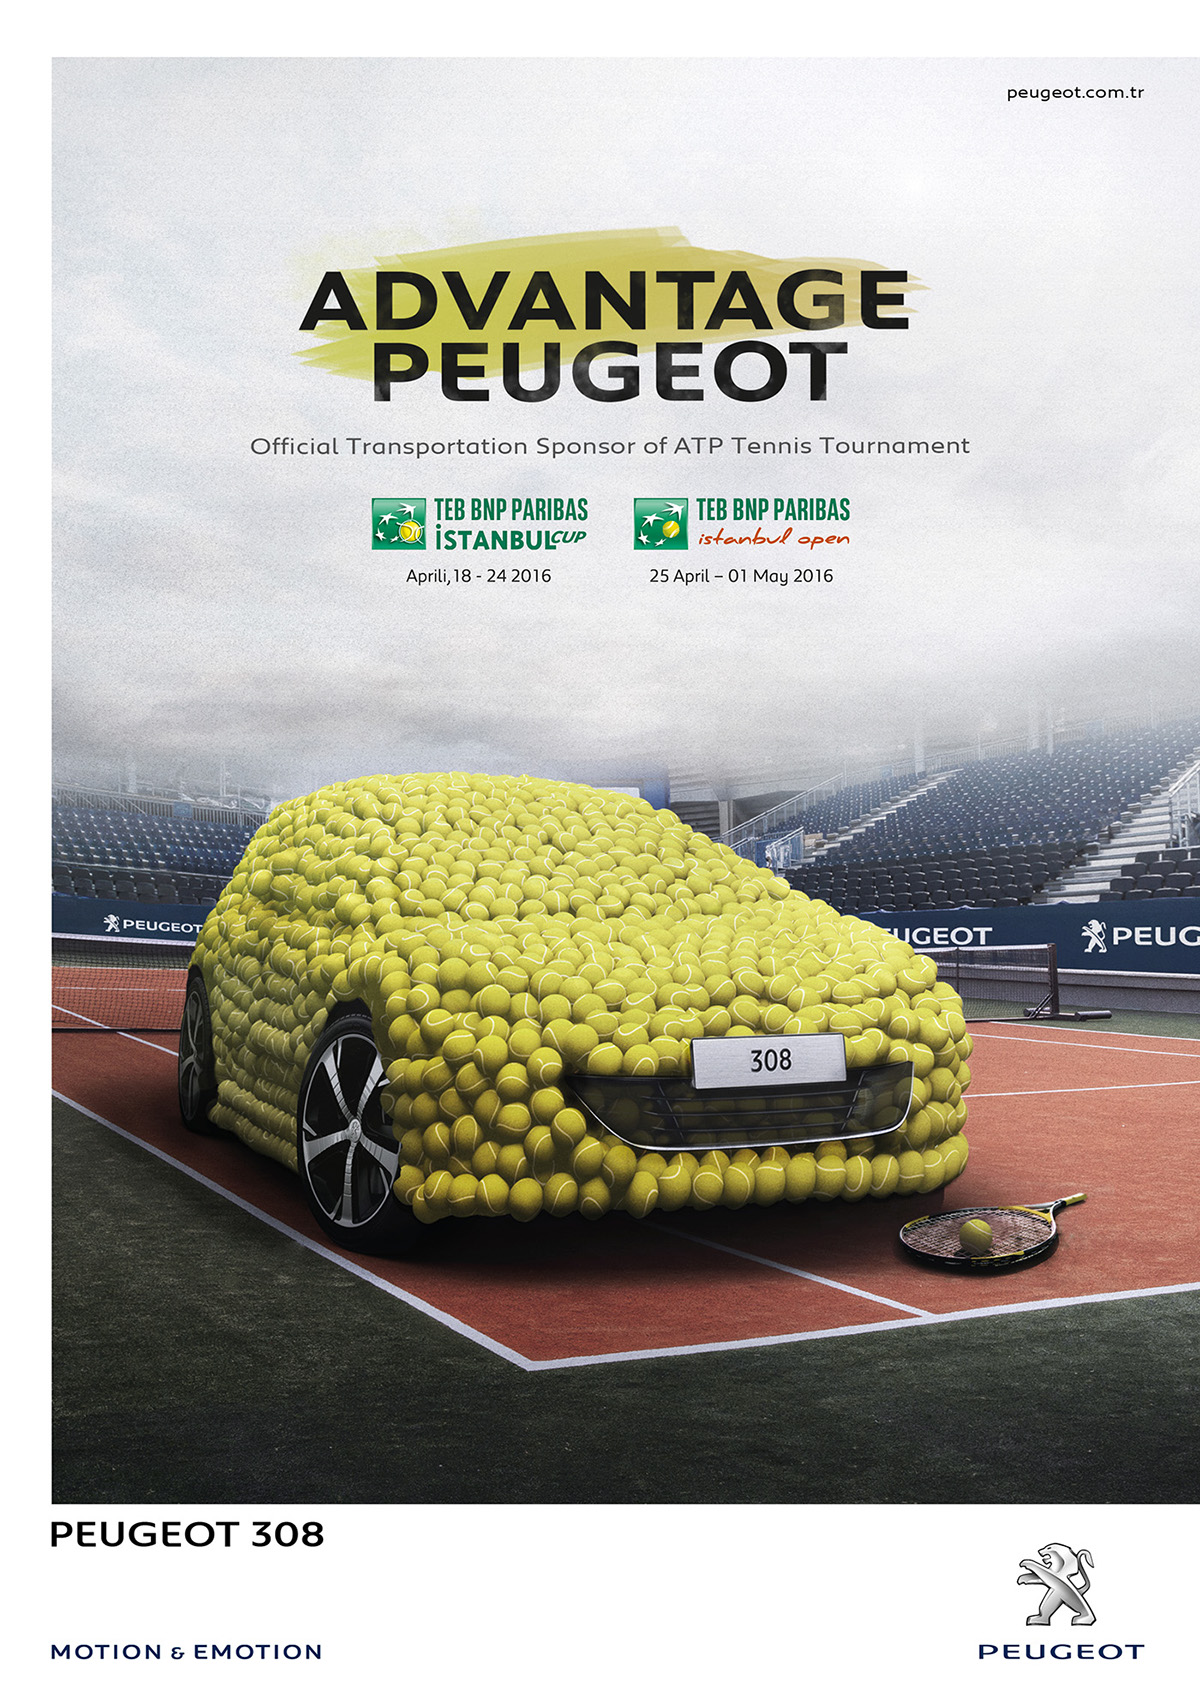 peugeot.com.tr
ADVANTAGE
PEUGEOT
Official Transportation Sponsor of ATP Tennis Tournament
TEB BNP PARIBAS
İSTANBUL CUP
Aprili,18 - 24 2016
TEB BNP PARIBAS
istanbul open
25 April – 01 May 2016
PEUGEOT
UGEOT
PEUG
308
PEUGEOT 308
MOTION & EMOTION
PEUGEOT